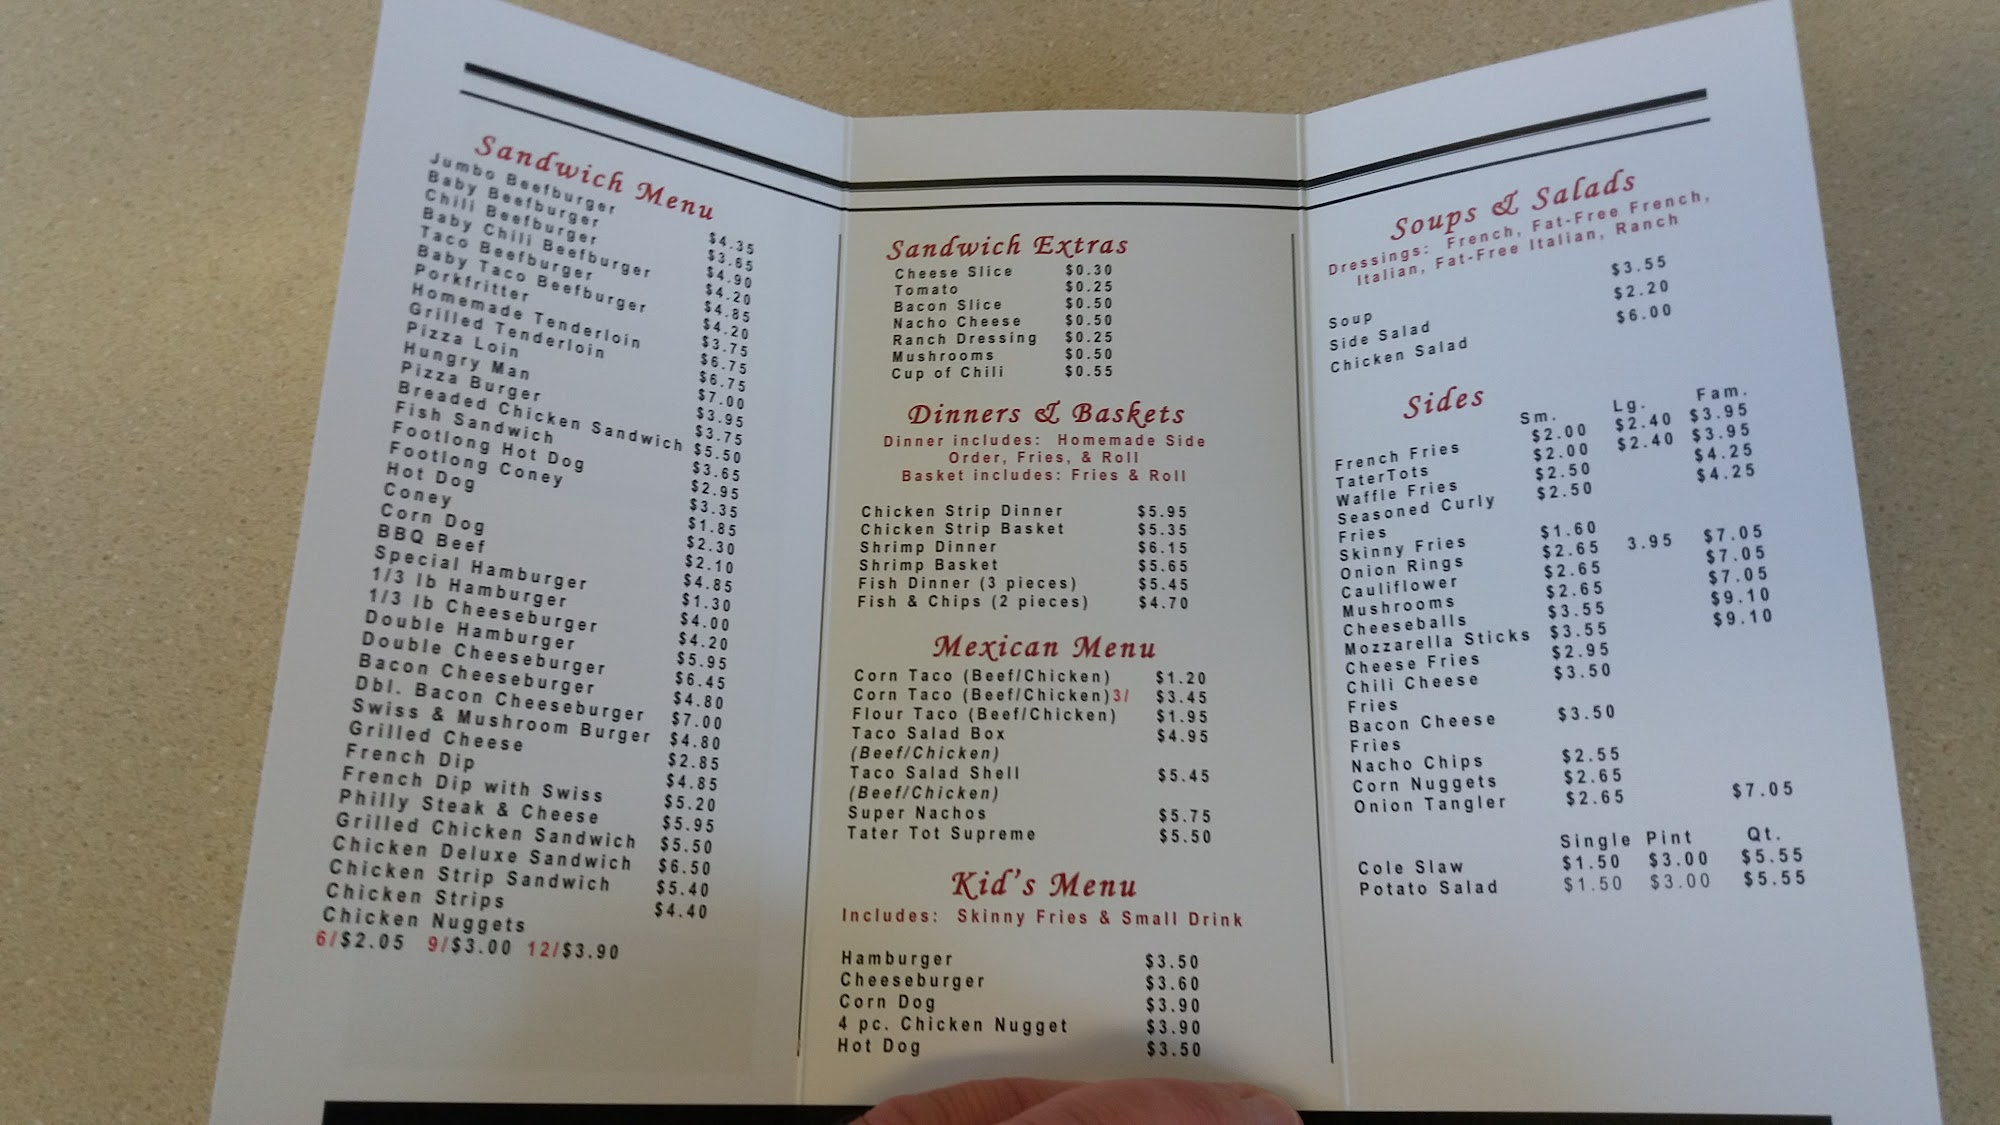 Sandwich Menu
Jumbo Beefburger $4.35
Baby Beefburger $3.65
Chili Beefburger $4.90
Baby Chili Beefburger $4.20
Taco Beefburger $4.85
Baby Taco Beefburger $4.20
Porkfritter $3.75
Homemade Tenderloin $6.75
Grilled Tenderloin $6.75
Pizza Loin $7.00
Hungry Man $3.95
Pizza Burger $3.75
Breaded Chicken Sandwich $5.50
Fish Sandwich $3.65
Footlong Hot Dog $2.95
Footlong Coney $3.35
Hot Dog $1.85
Coney $2.30
Corn Dog $2.10
BBQ Beef $4.85
Special Hamburger $1.30
1/3 lb Hamburger $4.00
1/3 lb Cheeseburger $4.20
Double Hamburger $5.95
Double Cheeseburger $6.45
Bacon Cheeseburger $4.80
Dbl. Bacon Cheeseburger $7.00
Swiss & Mushroom Burger $4.80
Grilled Cheese $2.85
French Dip $4.85
French Dip with Swiss $5.20
Philly Steak & Cheese $5.95
Grilled Chicken Sandwich $5.50
Chicken Deluxe Sandwich $6.50
Chicken Strip Sandwich $5.40
Chicken Strips $4.40
Chicken Nuggets
6/$2.05 9/$3.00 12/$3.90
Sandwich Extras
Cheese Slice $0.30
Tomato $0.25
Bacon Slice $0.50
Nacho Cheese $0.50
Ranch Dressing $0.25
Mushrooms $0.50
Cup of Chili $0.55
Dinners & Baskets
Dinner includes: Homemade Side
Order, Fries, & Roll
Basket includes: Fries & Roll
Chicken Strip Dinner $5.95
Chicken Strip Basket $5.35
Shrimp Dinner $6.15
Shrimp Basket $5.65
Fish Dinner (3 pieces) $5.45
Fish & Chips (2 pieces) $4.70
Mexican Menu
Corn Taco (Beef/Chicken) $1.20
Corn Taco (Beef/Chicken)3/ $3.45
Flour Taco (Beef/Chicken) $1.95
Taco Salad Box $4.95
(Beef/Chicken)
Taco Salad Shell $5.45
(Beef/Chicken)
Super Nachos $5.75
Tater Tot Supreme $5.50
Kid's Menu
Includes: Skinny Fries & Small Drink
Hamburger $3.50
Cheeseburger $3.60
Corn Dog $3.90
4 pc. Chicken Nugget $3.90
Hot Dog $3.50
Soups & Salads
Dressings: French, Fat-Free French,
Italian, Fat-Free Italian, Ranch
Soup $3.55
Side Salad $2.20
Chicken Salad $6.00
Sides
Sm. Lg. Fam.
French Fries $2.00 $2.40 $3.95
TaterTots $2.00 $2.40 $3.95
Waffle Fries $2.50 $4.25
Seasoned Curly $2.50 $4.25
Fries
Skinny Fries $1.60
Onion Rings $2.65 3.95 $7.05
Cauliflower $2.65 $7.05
Mushrooms $2.65 $7.05
Cheeseballs $3.55 $9.10
Mozzarella Sticks $3.55 $9.10
Cheese Fries $2.95
Chili Cheese $3.50
Fries
Bacon Cheese $3.50
Fries
Nacho Chips $2.55
Corn Nuggets $2.65
Onion Tangler $2.65 $7.05
Single Pint Qt.
Cole Slaw $1.50 $3.00 $5.55
Potato Salad $1.50 $3.00 $5.55